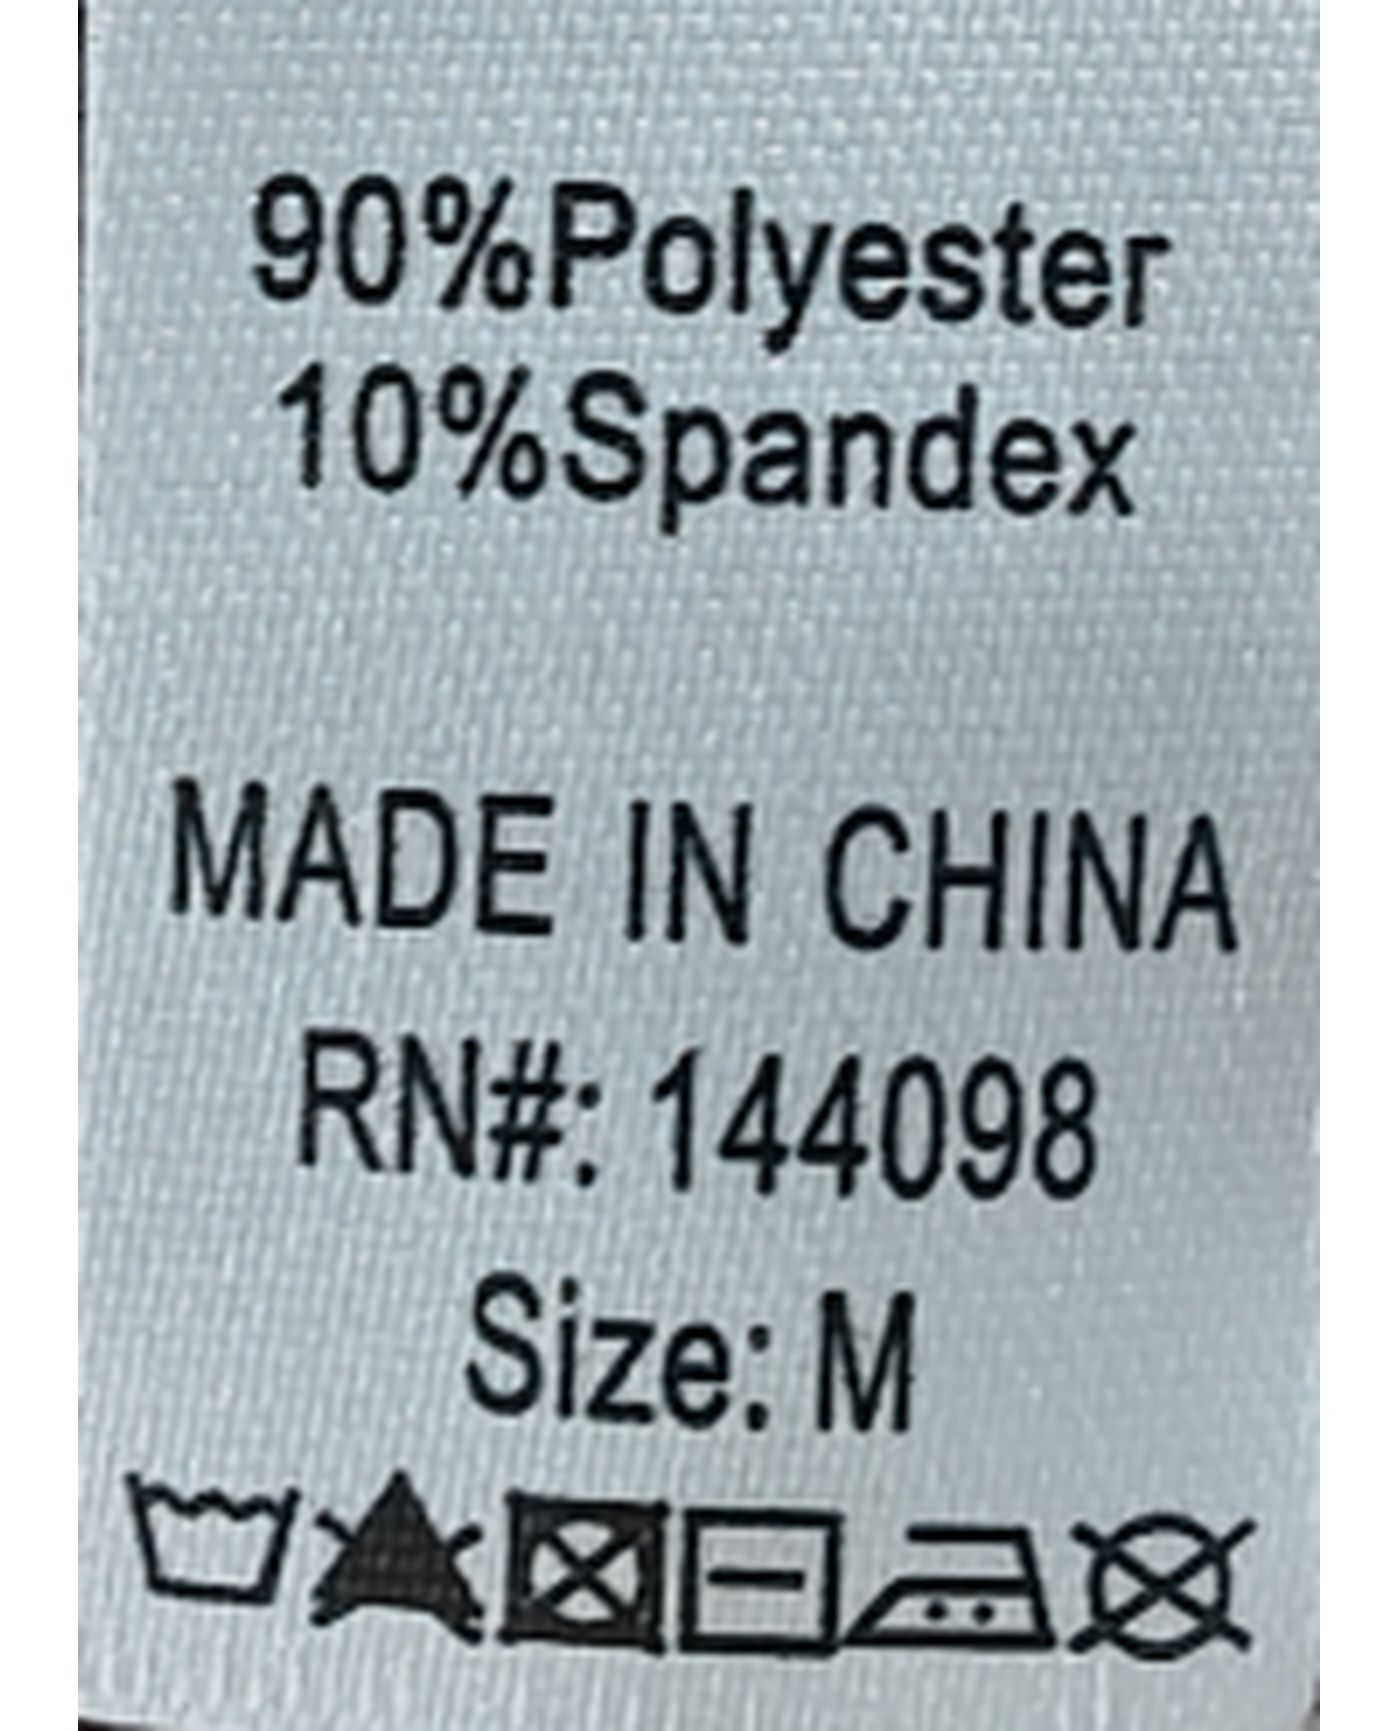 90%Polyester
10%Spandex
MADE IN CHINA
RN#: 144098
Size: M